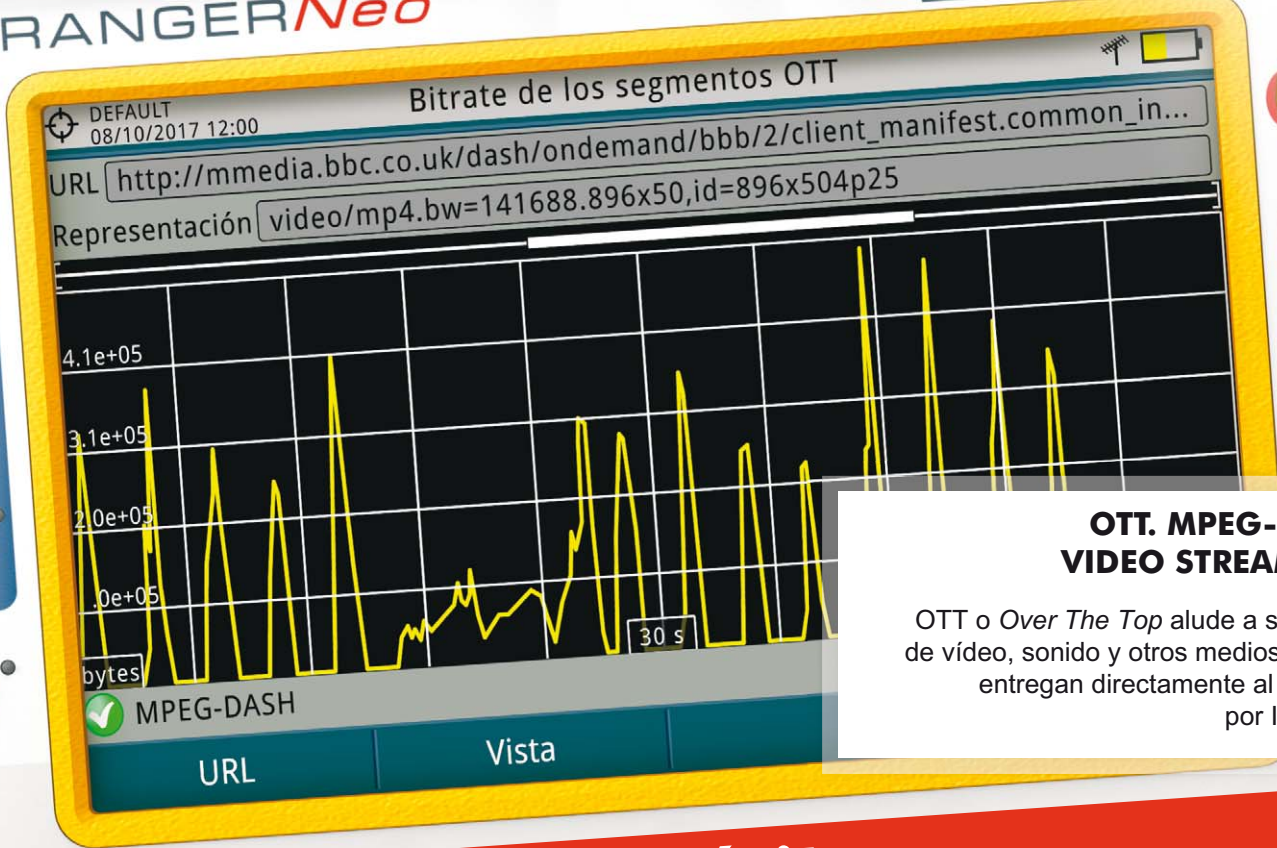 RANGERNeo
DEFAULT
08/10/2017 12:00
Bitrate de los segmentos OTT
URL http://mmedia.bbc.co.uk/dash/ondemand/bbb/2/client_manifest.common_in...
Representación video/mp4.bw=141688.896x50,id=896x504p25
4.1e+05
3.1e+05
2.0e+05
.0e+05
bytes
30 s
MPEG-DASH
URL
Vista
OTT. MPEG-
VIDEO STREA
OTT o Over The Top alude a s
de vídeo, sonido y otros medios
entregan directamente al
por